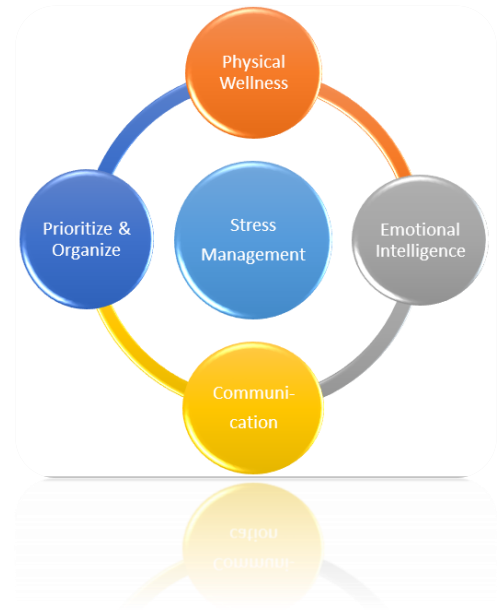 Physical
Wellness
Prioritize &
Organize
Stress
Management
Emotional
Intelligence
Communi-
cation